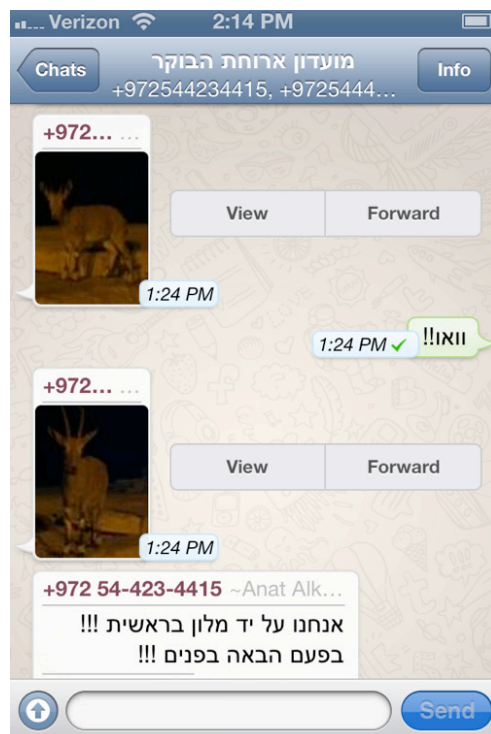 Verizon 2:14 PM
Chats
מועדון ארוחת הבוקר
+972544234415, +9725444...
Info
+972... ...
View
Forward
1:24 PM
וואו!!
1:24 PM
+972... ...
View
Forward
1:24 PM
+972 54-423-4415 ~Anat Alk...
אנחנו על יד מלון בראשית !!!
בפעם הבאה בפנים !!!
Send